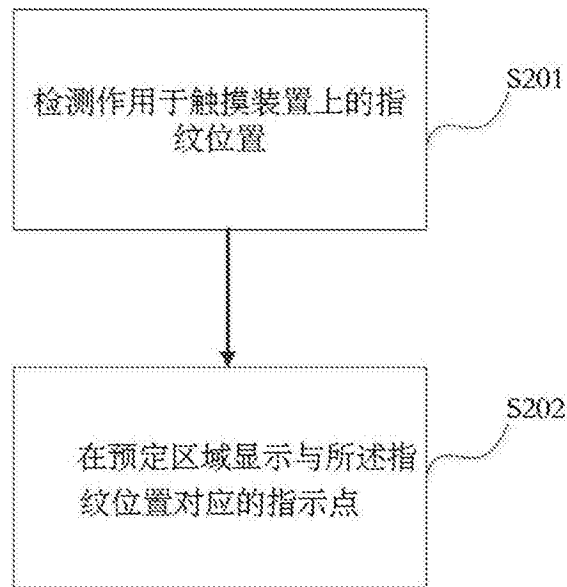 检测作用于触摸装置上的指
纹位置
S201
在预定区域显示与所述指
纹位置对应的指示点
S202